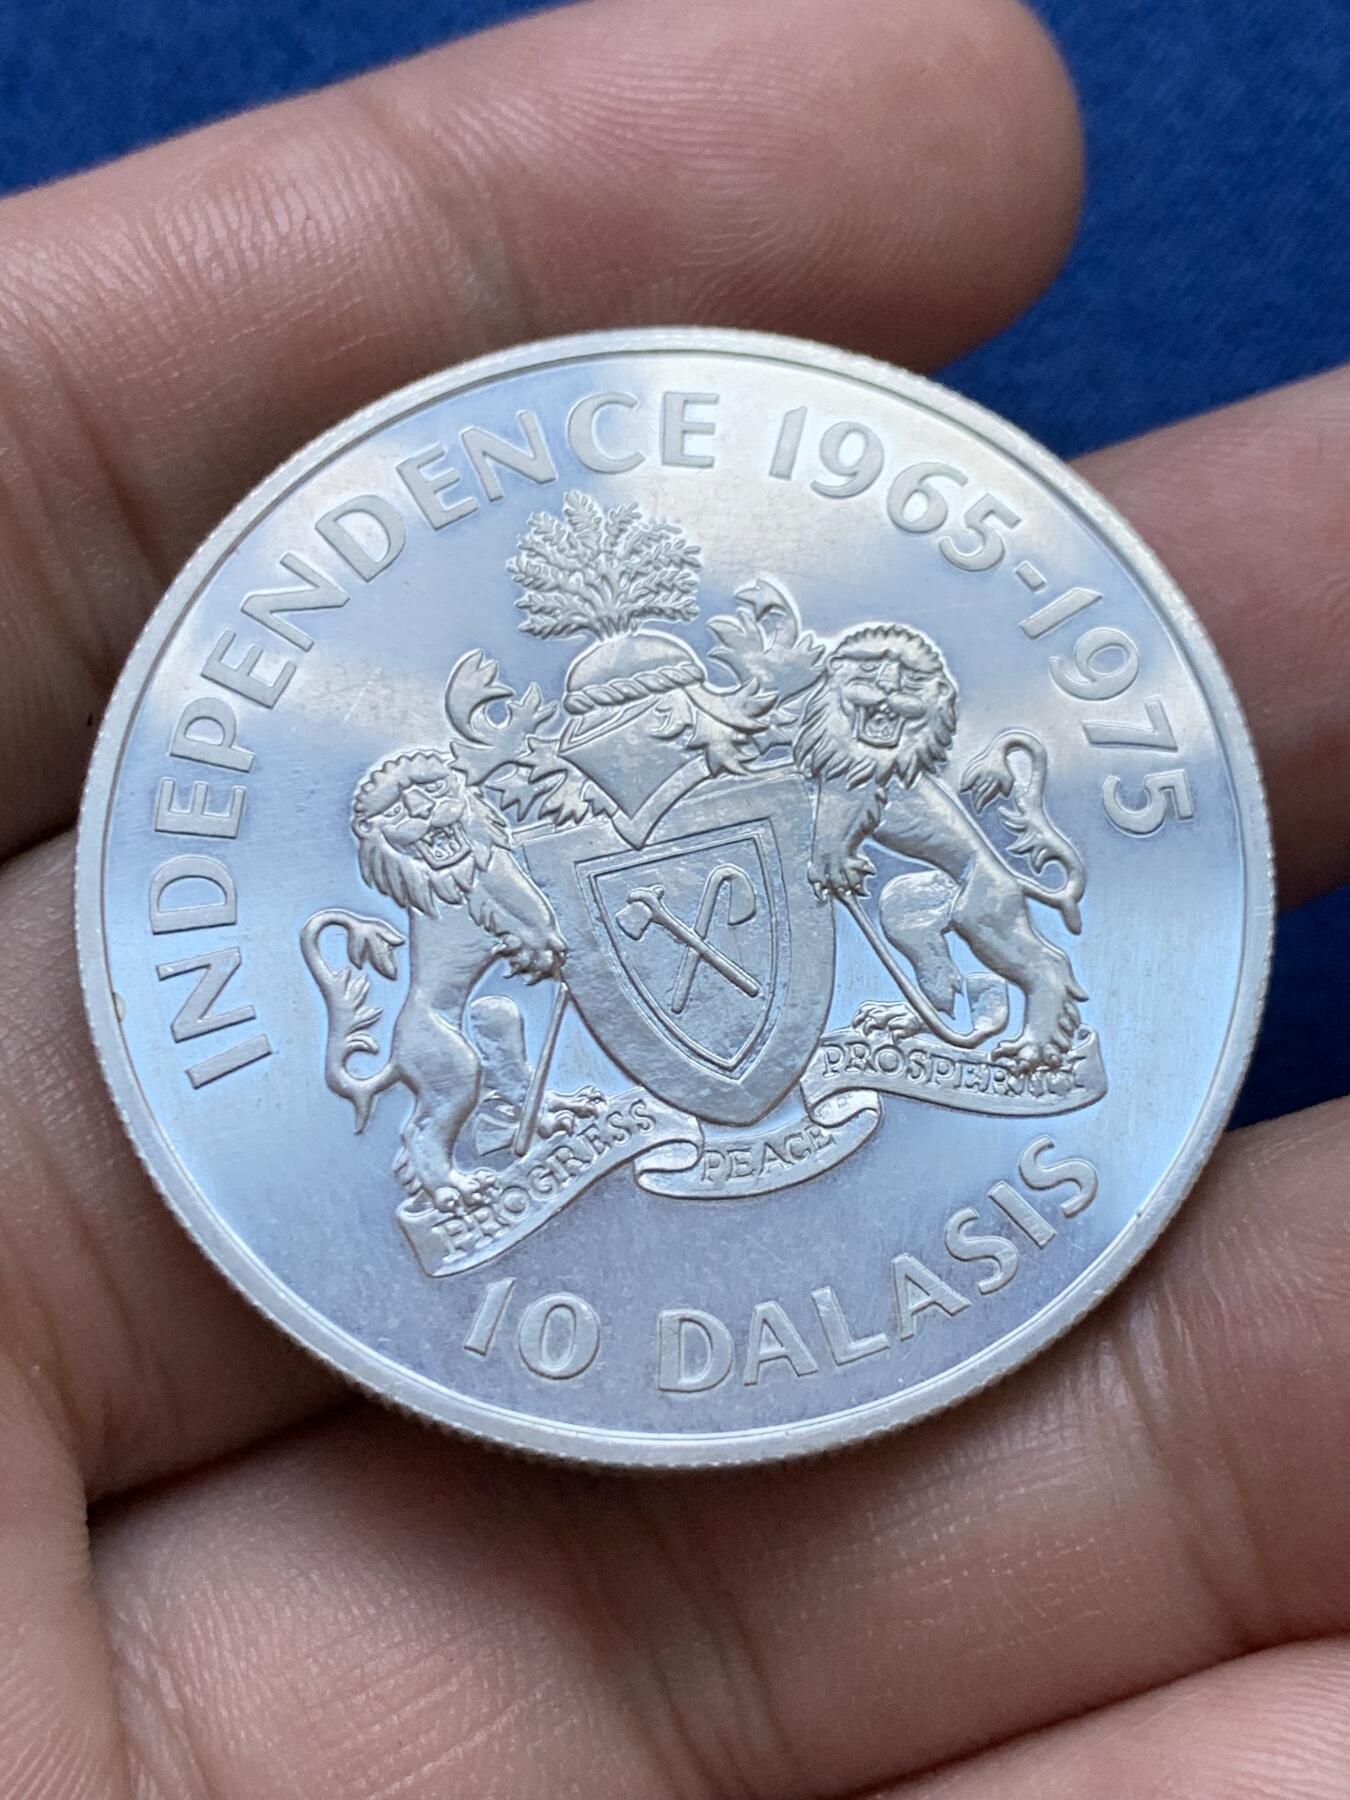 INDEPENDENCE 1965-1975
PROGRESS PEACE PROSPERITY
10 DALASIS